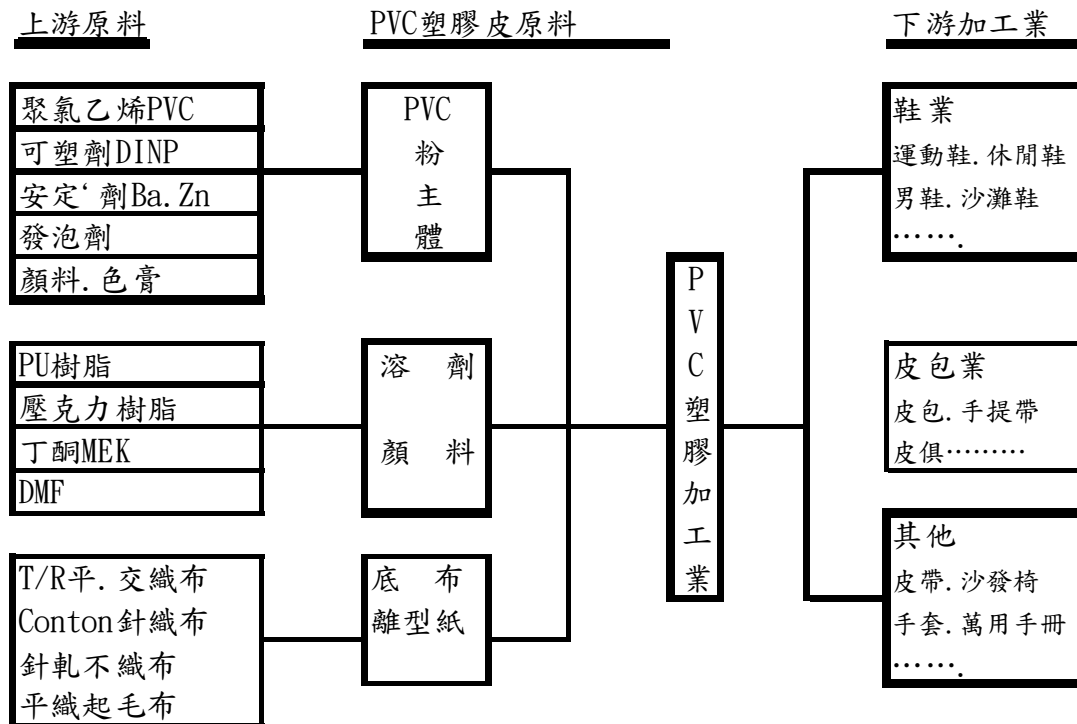 上游原料
PVC塑膠皮原料
下游加工業
聚氯乙烯PVC
可塑劑DINP
安定‘劑Ba.Zn
發泡劑
顏料.色膏
PU樹脂
壓克力樹脂
丁酮MEK
DMF
T/R平.交織布
Conton針織布
針軋不織布
平織起毛布
PVC
粉
主
體
溶 劑
顏 料
底 布
離型紙
P
V
C
塑
膠
加
工
業
鞋業
運動鞋.休閒鞋
男鞋.沙灘鞋
…….
皮包業
皮包.手提帶
皮俱………
其他
皮帶.沙發椅
手套.萬用手冊
…….